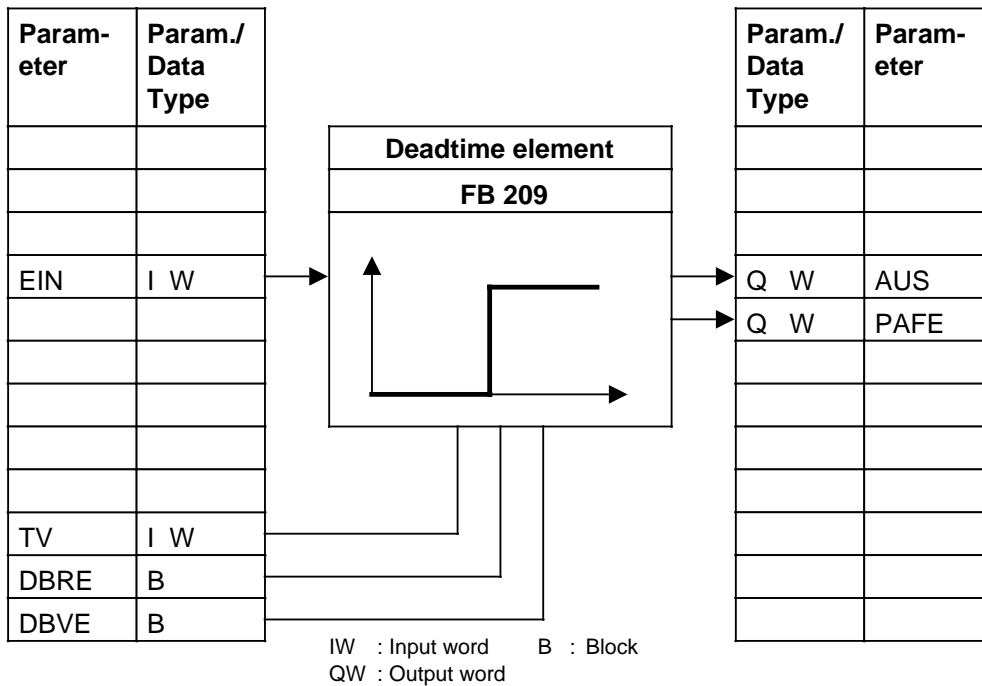 Param-
eter
Param./
Data
Type
Param./
Data
Type
Param-
eter
Deadtime element
FB 209
EIN I W
Q W AUS
Q W PAFE
TV I W
DBRE B
DBVE B
IW : Input word B : Block
QW : Output word